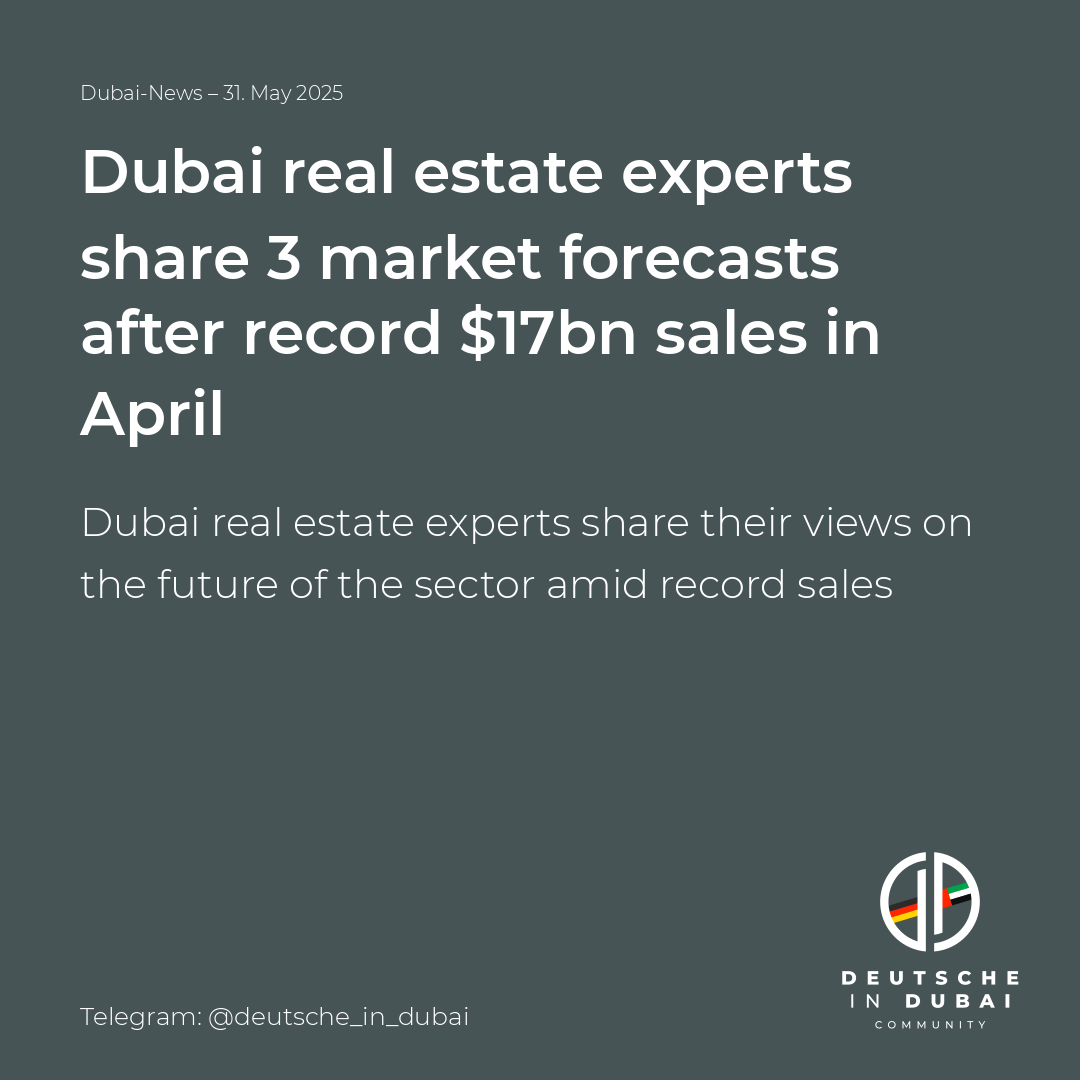 Dubai-News – 31. May 2025
Dubai real estate experts
share 3 market forecasts
after record $17bn sales in
April
Dubai real estate experts share their views on
the future of the sector amid record sales
DEUTSCHE
IN DUBAI
COMMUNITY
Telegram: @deutsche_in_dubai